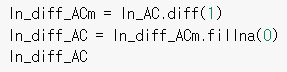 ln_diff_ACm = ln_AC.diff(1)
ln_diff_AC = ln_diff_ACm.fillna(0)
ln_diff_AC